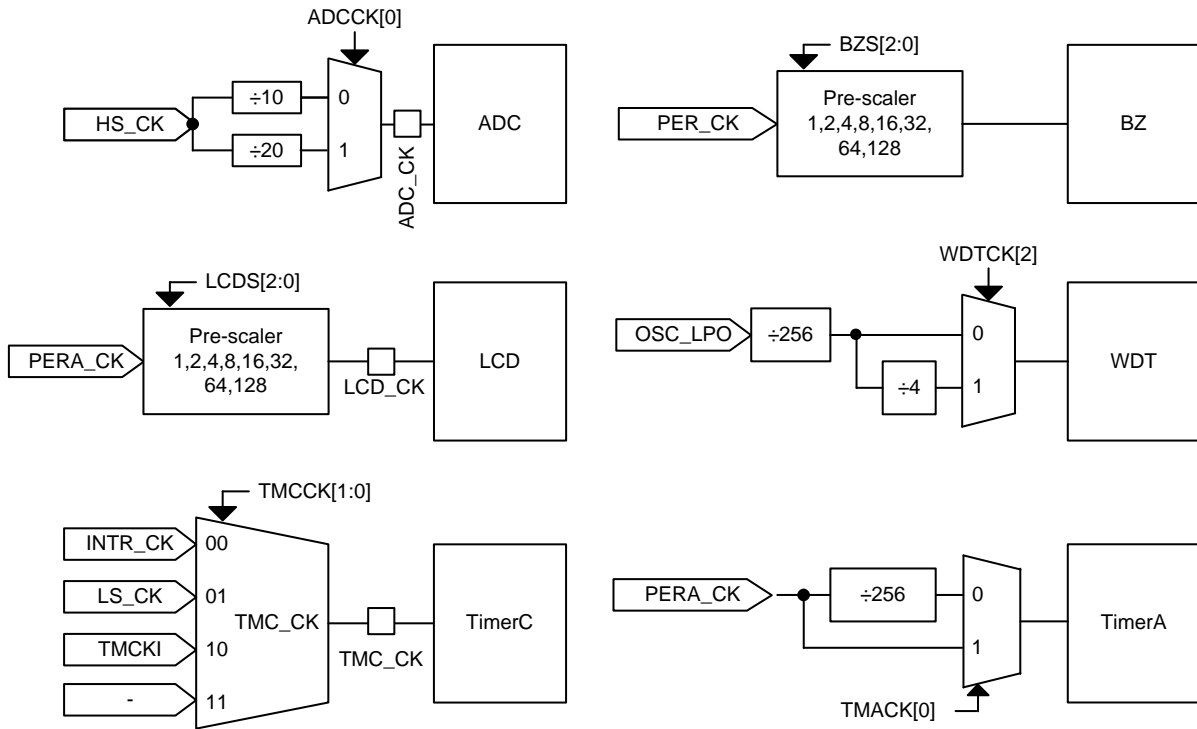 ADCCK[0]
HS_CK
÷10
÷20
0
1
ADC_CK
ADC
BZS[2:0]
PER_CK
Pre-scaler
1,2,4,8,16,32,
64,128
BZ
LCDS[2:0]
PERA_CK
Pre-scaler
1,2,4,8,16,32,
64,128
LCD_CK
LCD
WDTCK[2]
OSC_LPO
÷256
÷4
0
1
WDT
TMCCK[1:0]
INTR_CK
00
LS_CK
01
TMCKI
10
-
11
TMC_CK
TMC_CK
TimerC
PERA_CK
÷256
0
1
TMACK[0]
TimerA